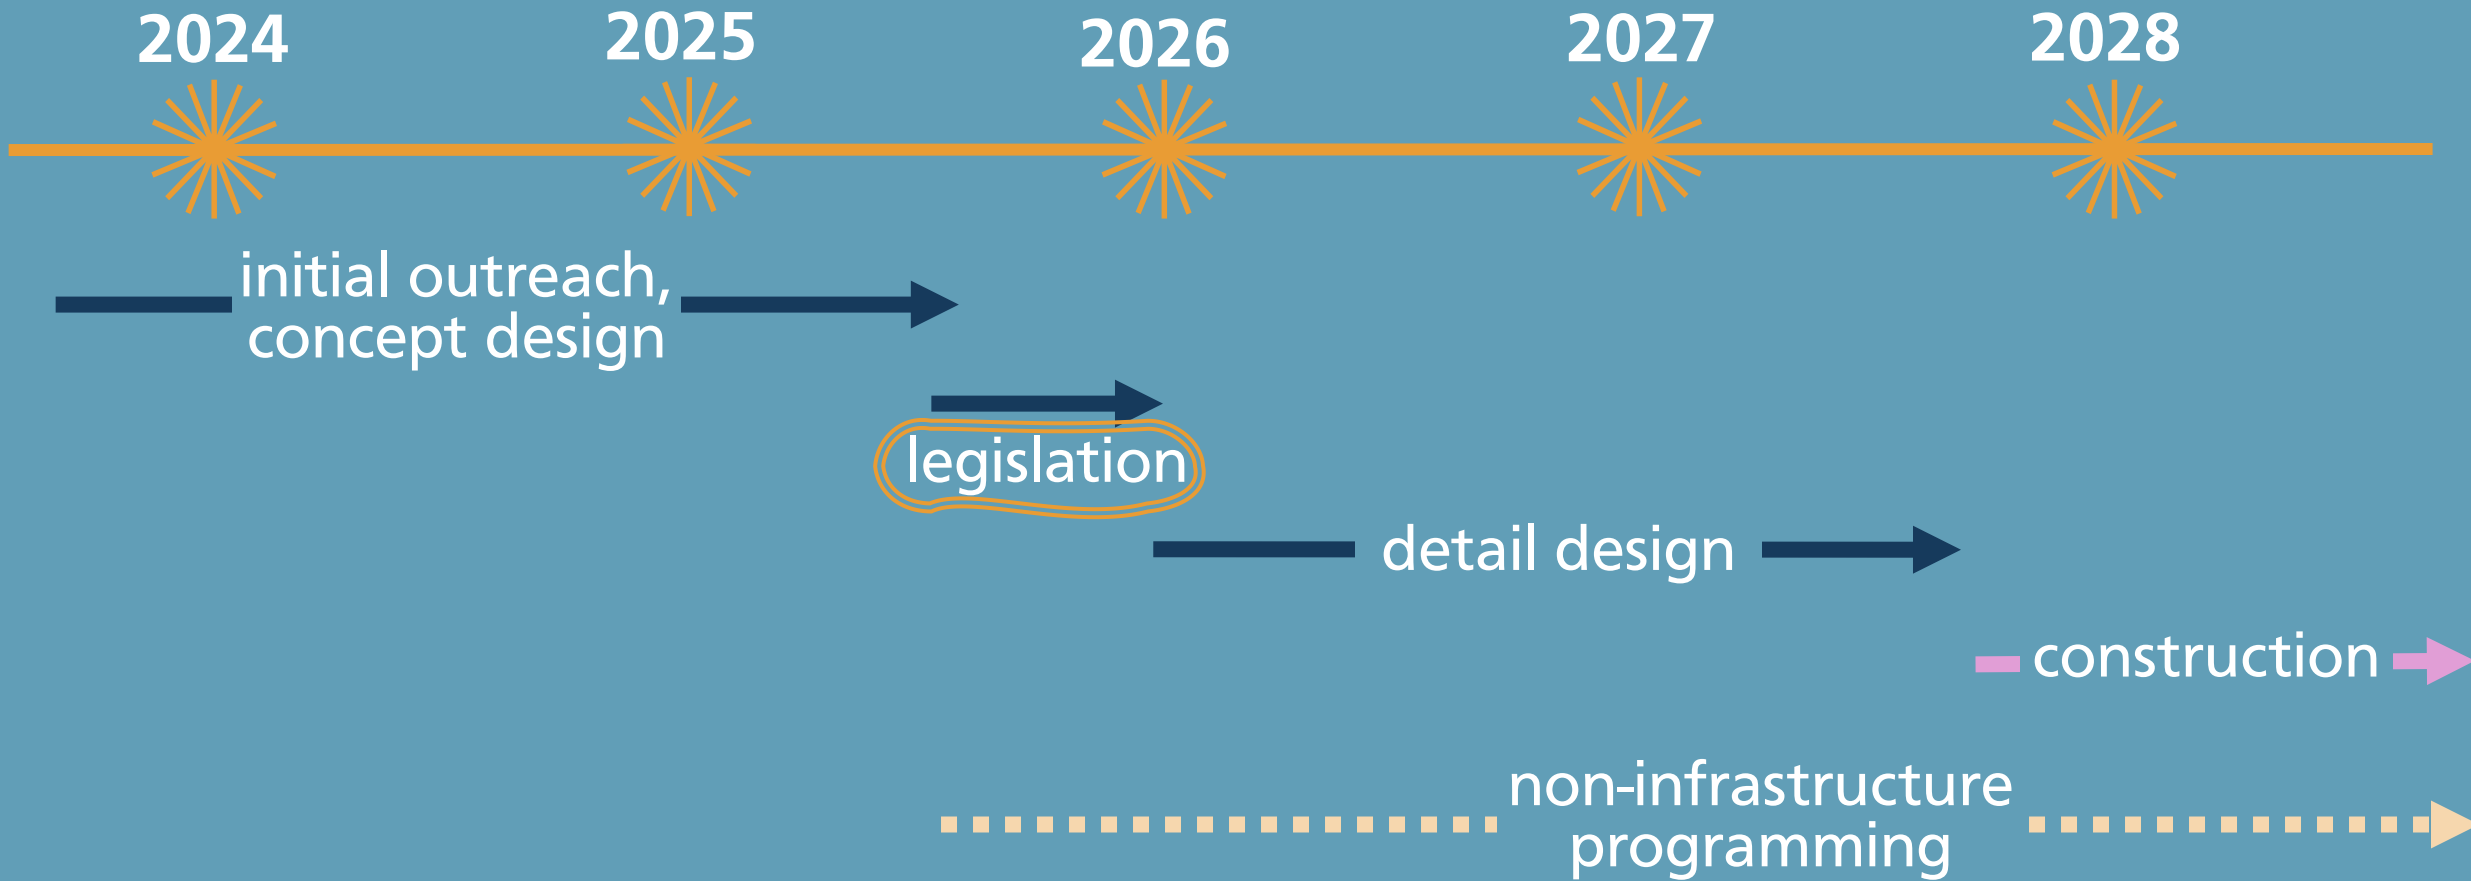 2024 2025 2026 2027 2028
initial outreach,
concept design
legislation
detail design
construction
non-infrastructure
programming